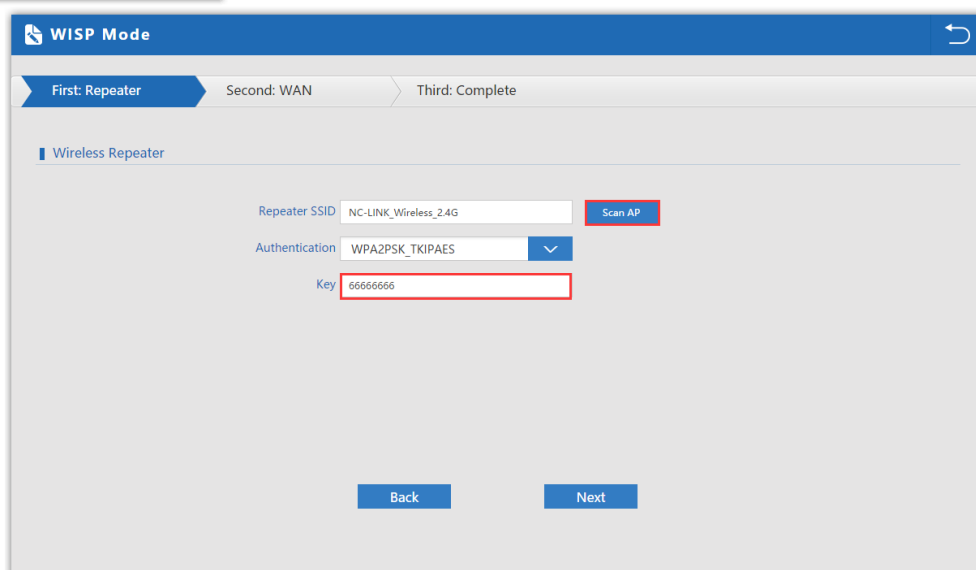 WISP Mode
First: Repeater Second: WAN Third: Complete
Wireless Repeater
Repeater SSID NC-LINK_Wireless_2.4G Scan AP
Authentication WPA2PSK_TKIPAES
Key 66666666
Back Next